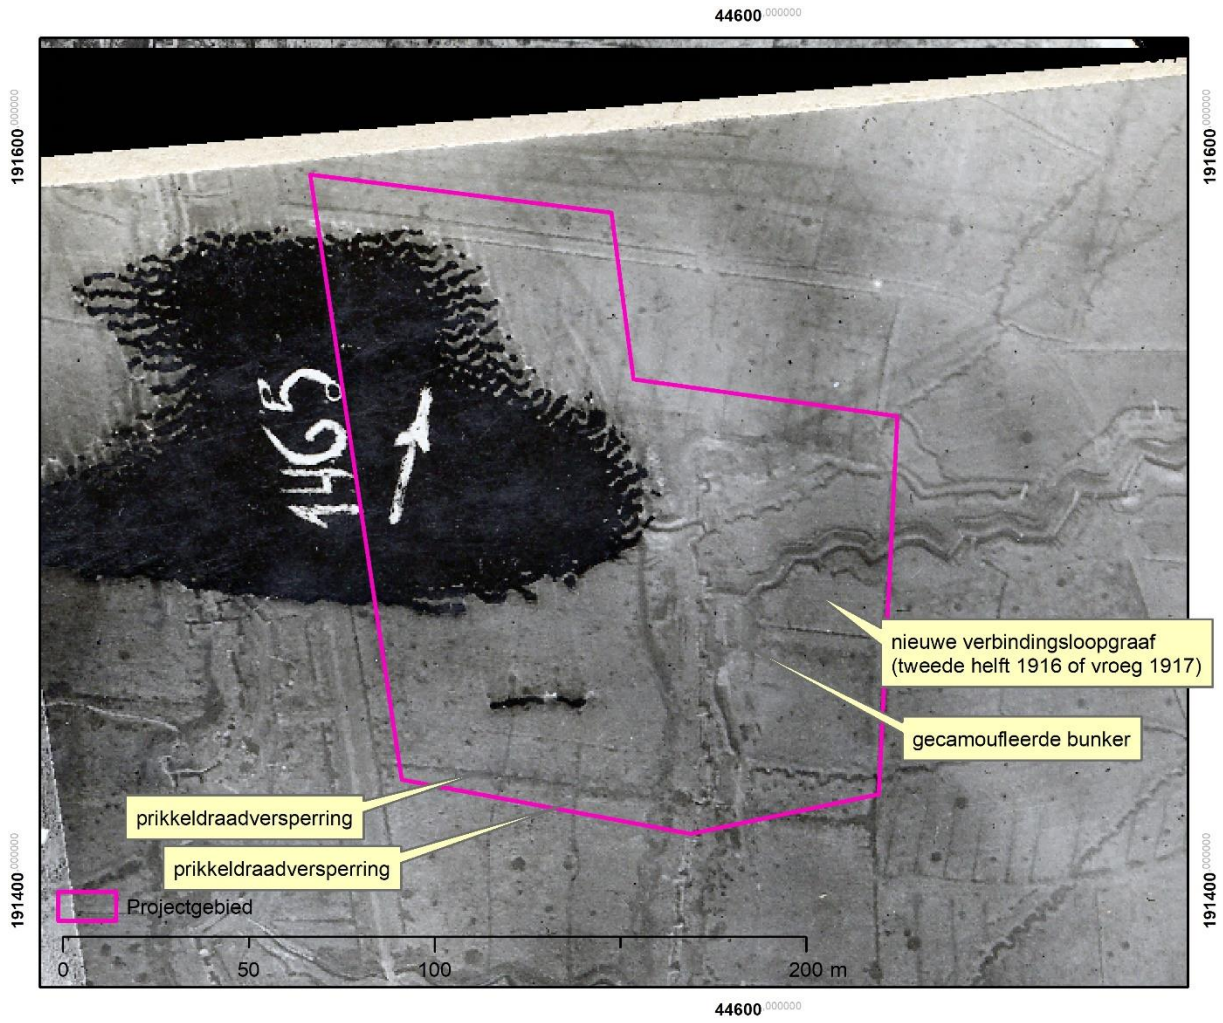 44600,000000
191600,000000
191600,000000
1465
nieuwe verbindingsloopgraaf
(tweede helft 1916 of vroeg 1917)
gecamoufleerde bunker
prikkeldraadversperring
prikkeldraadversperring
191400,000000
191400,000000
Projectgebied
0 50 100 200 m
44600,000000